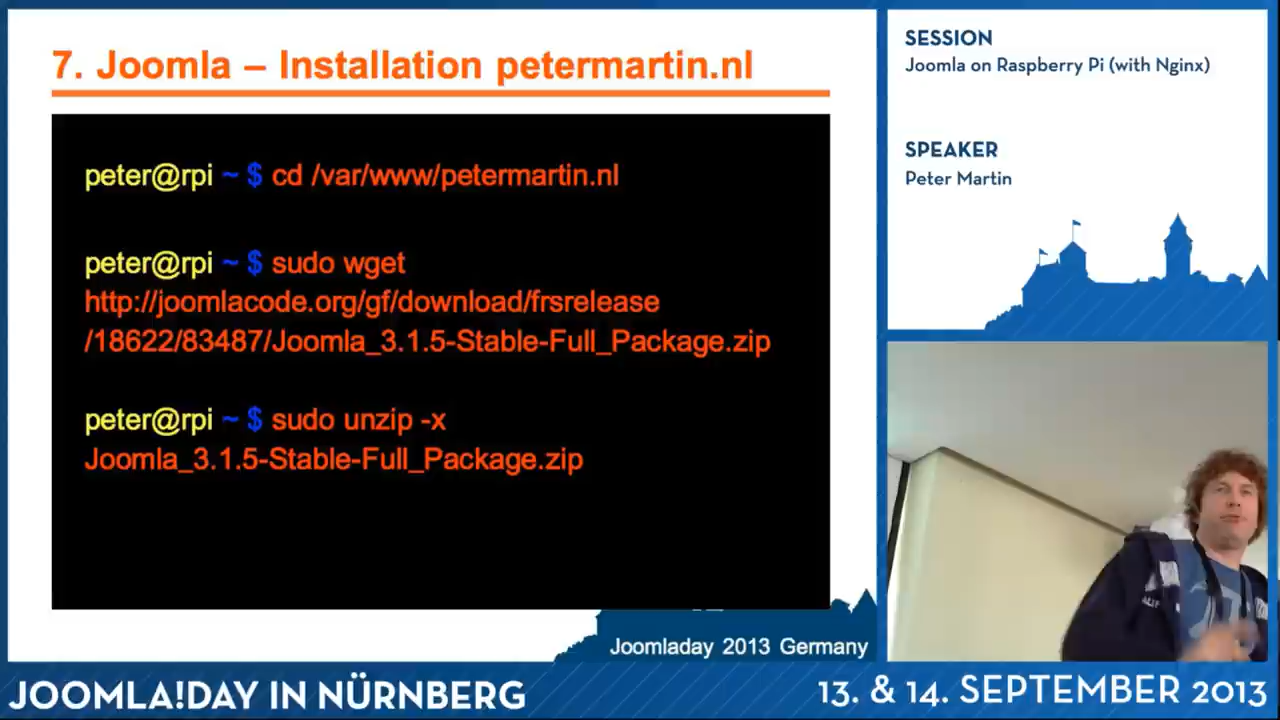 7. Joomla – Installation petermartin.nl
peter@rpi ~ $ cd /var/www/petermartin.nl
peter@rpi ~ $ sudo wget
http://joomlacode.org/gf/download/frsrelease
/18622/83487/Joomla_3.1.5-Stable-Full_Package.zip
peter@rpi ~ $ sudo unzip -x
Joomla_3.1.5-Stable-Full_Package.zip
Joomladay 2013 Germany
SESSION
Joomla on Raspberry Pi (with Nginx)
SPEAKER
Peter Martin
JOOMLA!DAY IN NÜRNBERG
13. & 14. SEPTEMBER 2013